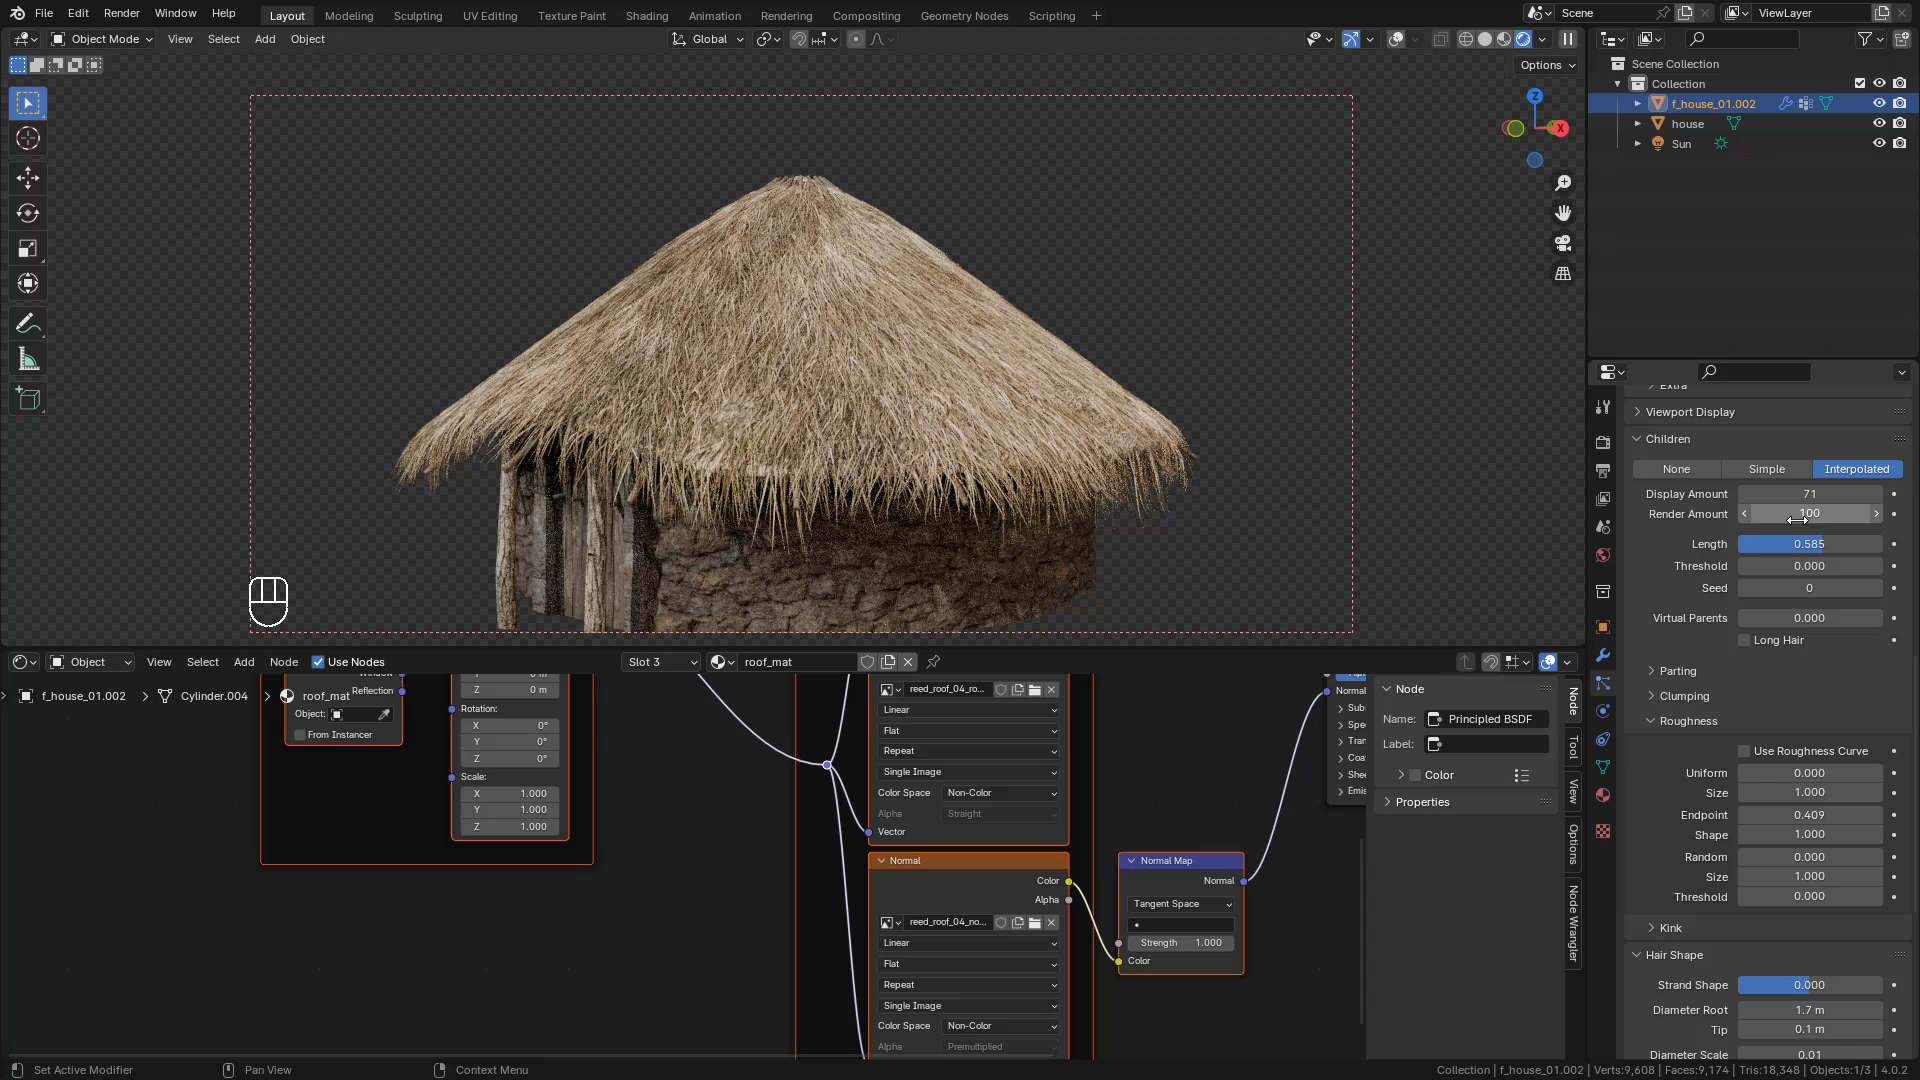 File Edit Render Window Help Layout Modeling Sculpting UV Editing Texture Paint Shading Animation Rendering Compositing Geometry Nodes Scripting + Scene ViewLayer
Object Mode View Select Add Object Global
Options
Z
X
Scene Collection
Collection
f_house_01.002
house
Sun
Extra
Viewport Display
Children
None Simple Interpolated
Display Amount 71
Render Amount 100
Length 0.585
Threshold 0.000
Seed 0
Virtual Parents 0.000
Long Hair
Parting
Clumping
Roughness
Use Roughness Curve
Uniform 0.000
Size 1.000
Endpoint 0.409
Shape 1.000
Random 0.000
Size 1.000
Threshold 0.000
Kink
Hair Shape
Strand Shape 0.000
Diameter Root 1.7 m
Tip 0.1 m
Diameter Scale 0.01
Object View Select Add Node Use Nodes Slot 3 roof_mat
f_house_01.002 Cylinder.004 roof_mat
Reflection
Object:
From Instancer
Z 0 m
Rotation:
X 0°
Y 0°
Z 0°
Scale:
X 1.000
Y 1.000
Z 1.000
reed_roof_04_ro...
Linear
Flat
Repeat
Single Image
Color Space Non-Color
Alpha Straight
Vector
Normal
Color
Alpha
reed_roof_04_no...
Linear
Flat
Repeat
Single Image
Color Space Non-Color
Alpha Premultiplied
Normal Map
Normal
Tangent Space
Strength 1.000
Color
Normal
Sub
Spe
Tran
Coa
She
Emis
Node
Name: Principled BSDF
Label:
Color
Properties
Node
Tool
View
Options
Node Wrangler
Set Active Modifier Pan View Context Menu
Collection | f_house_01.002 | Verts:9,608 | Faces:9,174 | Tris:18,348 | Objects:1/3 | 4.0.2